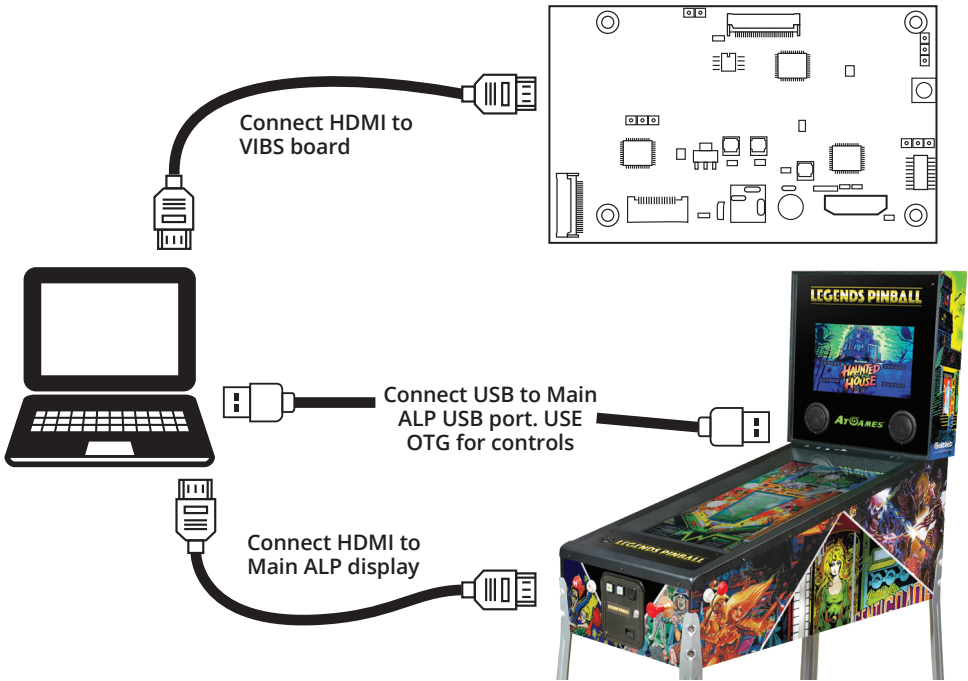 Connect HDMI to
VIBS board
LEGENDS PINBALL
HAUNTED
HOUSE
ATGAMES
Gottlieb
Connect USB to Main
ALP USB port. USE
OTG for controls
LEGENDS PINBALL
Connect HDMI to
Main ALP display